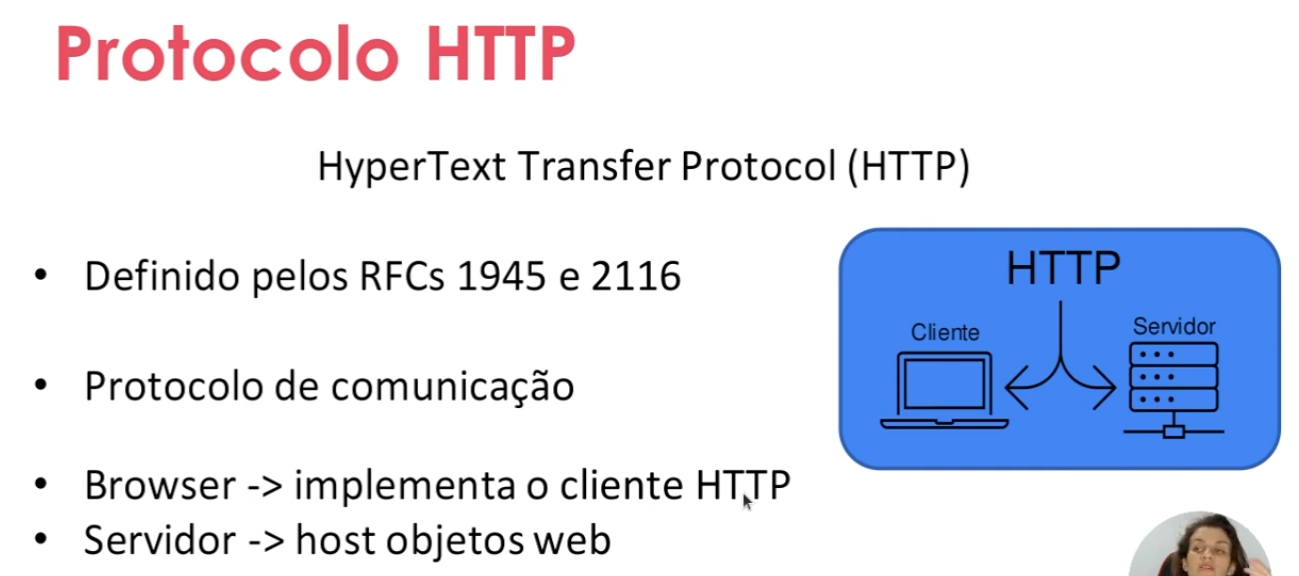 Protocolo HTTP
HyperText Transfer Protocol (HTTP)
• Definido pelos RFCs 1945 e 2116
• Protocolo de comunicação
• Browser -> implementa o cliente HTTP
• Servidor -> host objetos web
HTTP
Cliente
Servidor